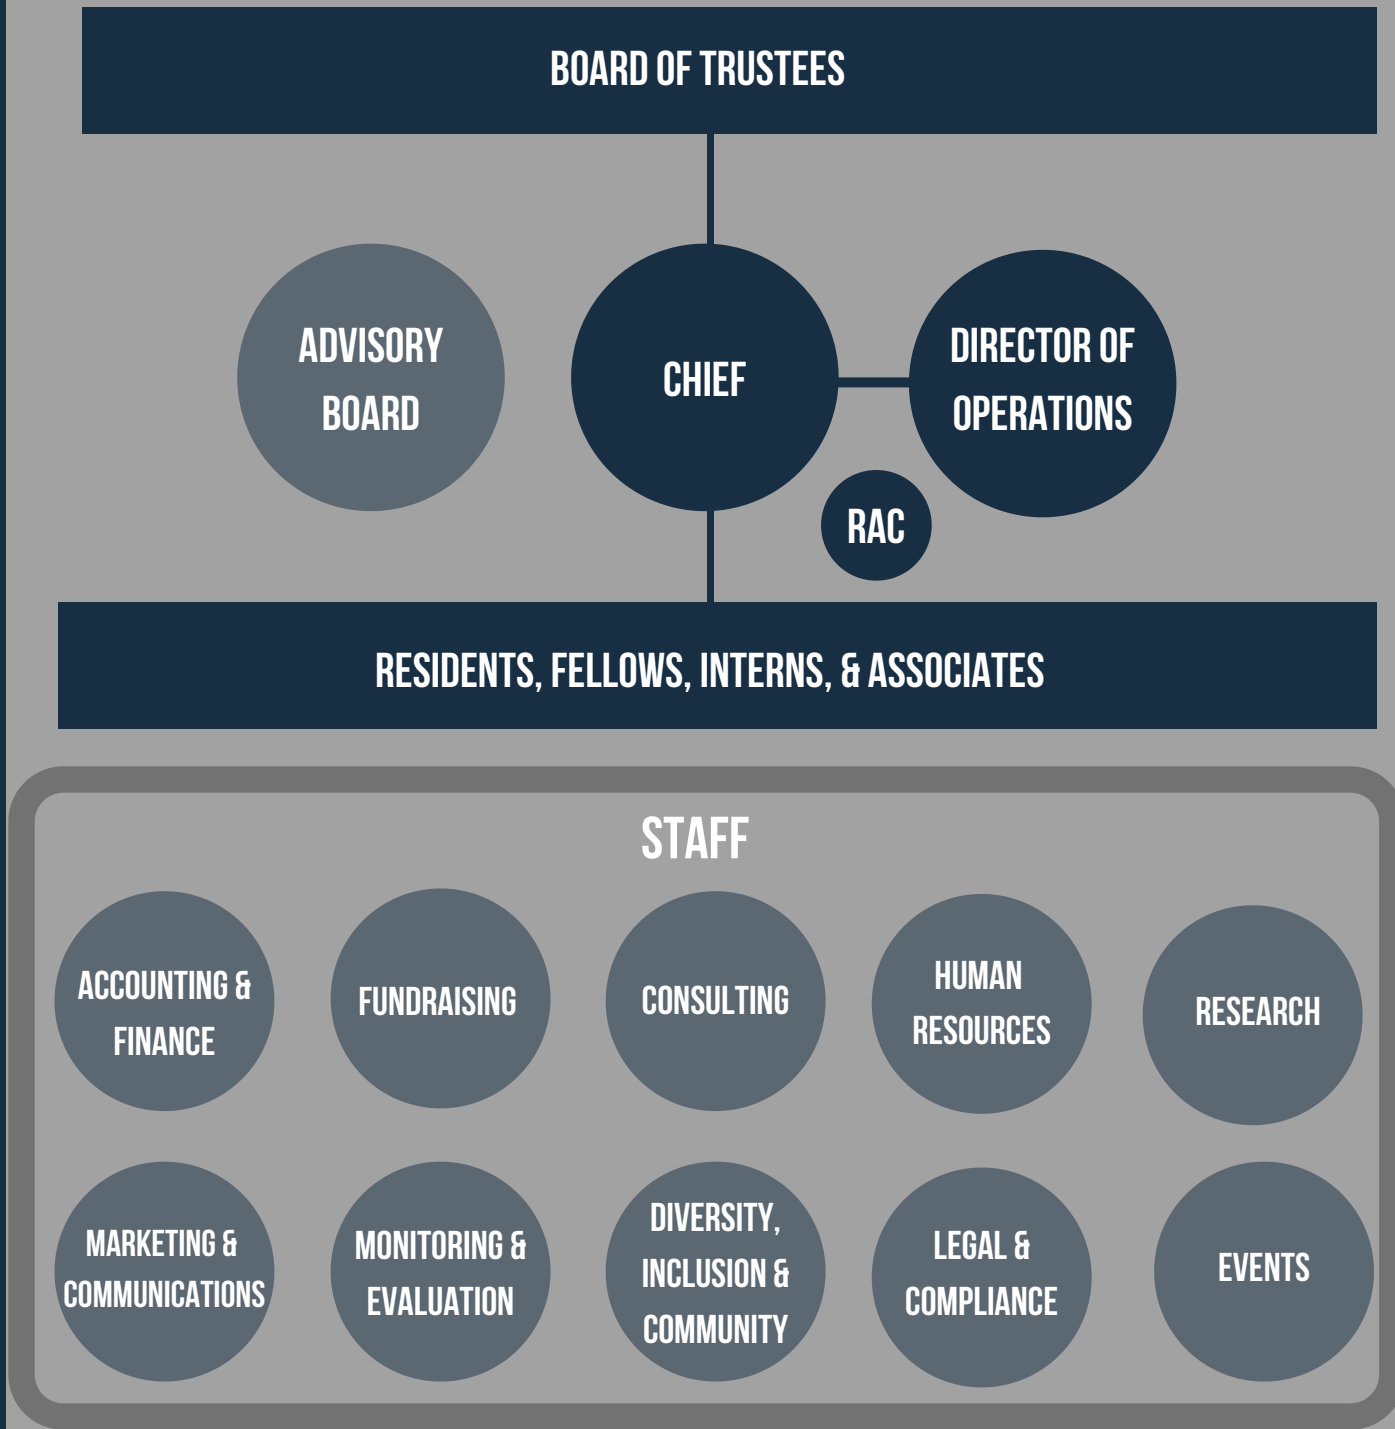 BOARD OF TRUSTEES
ADVISORY
BOARD
CHIEF
DIRECTOR OF
OPERATIONS
RAC
RESIDENTS, FELLOWS, INTERNS, & ASSOCIATES
STAFF
ACCOUNTING &
FINANCE
FUNDRAISING
CONSULTING
HUMAN
RESOURCES
RESEARCH
MARKETING &
COMMUNICATIONS
MONITORING &
EVALUATION
DIVERSITY,
INCLUSION &
COMMUNITY
LEGAL &
COMPLIANCE
EVENTS